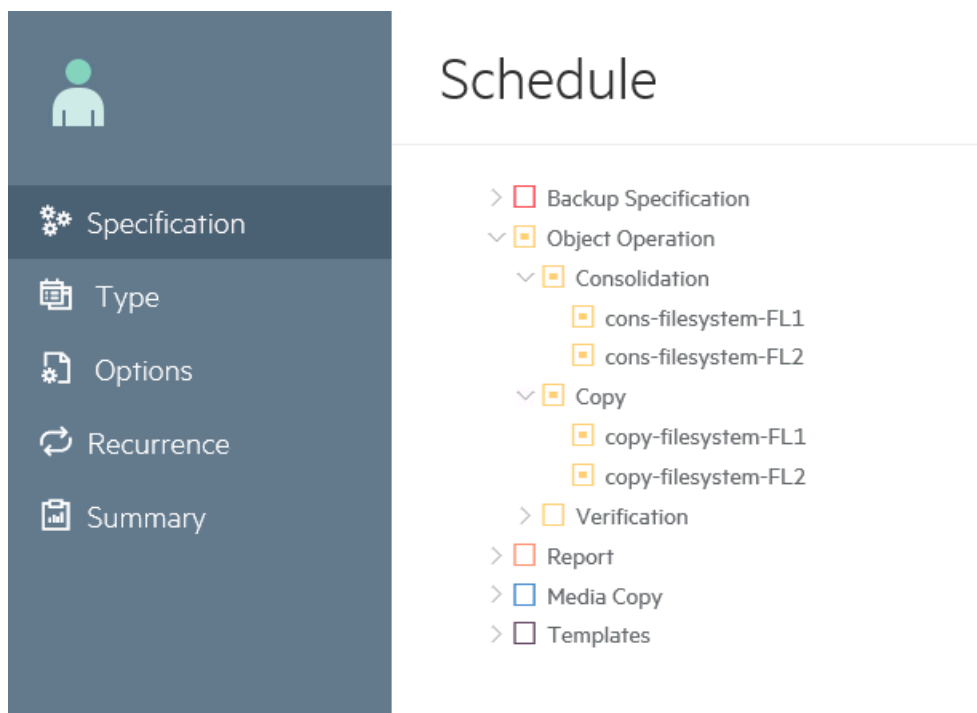 Schedule
Specification
Type
Options
Recurrence
Summary
Backup Specification
Object Operation
Consolidation
cons-filesystem-FL1
cons-filesystem-FL2
Copy
copy-filesystem-FL1
copy-filesystem-FL2
Verification
Report
Media Copy
Templates